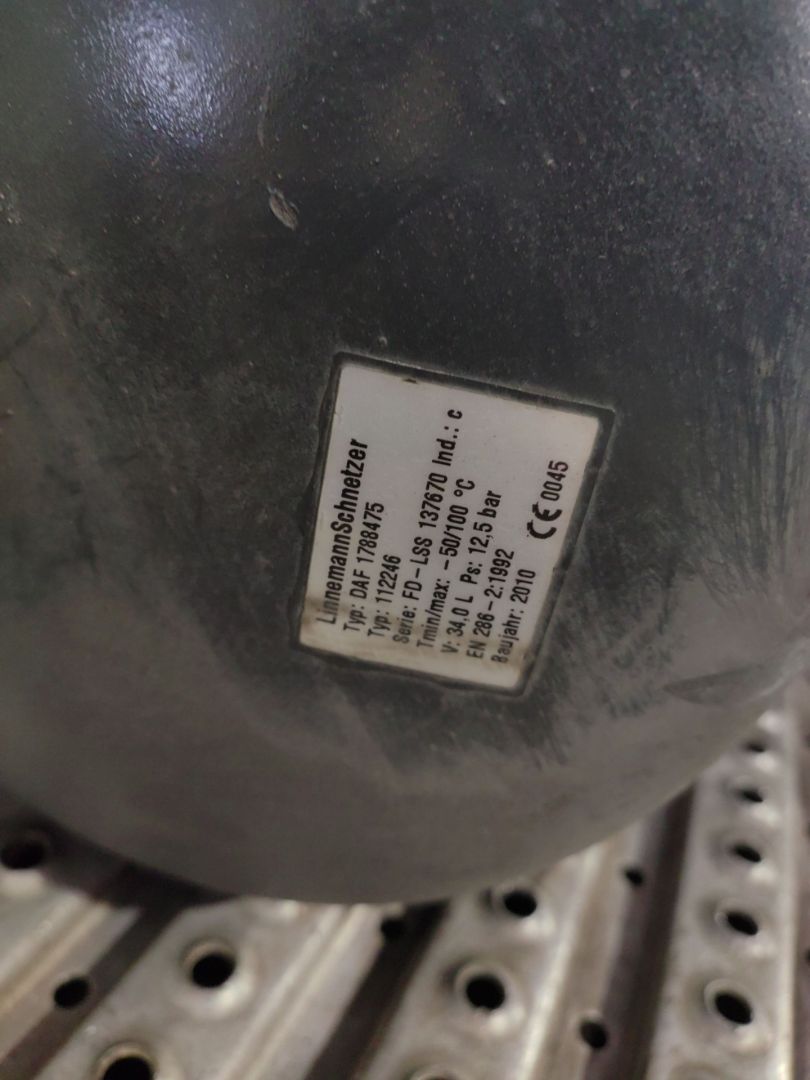 LinnemannSchnetzer
Typ: DAF 1788475
Typ: 112246
Serie: FD-LSS 137670 Ind.: c
Tmin/max: -50/100 °C
V: 34,0 L Ps: 12,5 bar
EN 286-2:1992
Baujahr: 2010 CE 0045